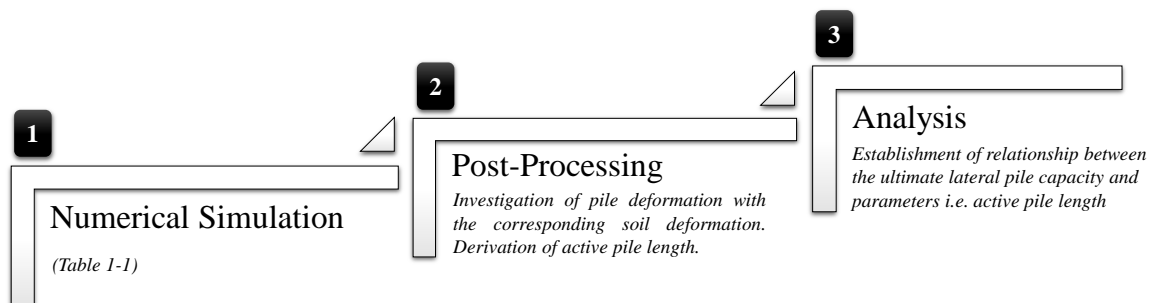 1
Numerical Simulation
(Table 1-1)
2
Post-Processing
Investigation of pile deformation with
the corresponding soil deformation.
Derivation of active pile length.
3
Analysis
Establishment of relationship between
the ultimate lateral pile capacity and
parameters i.e. active pile length